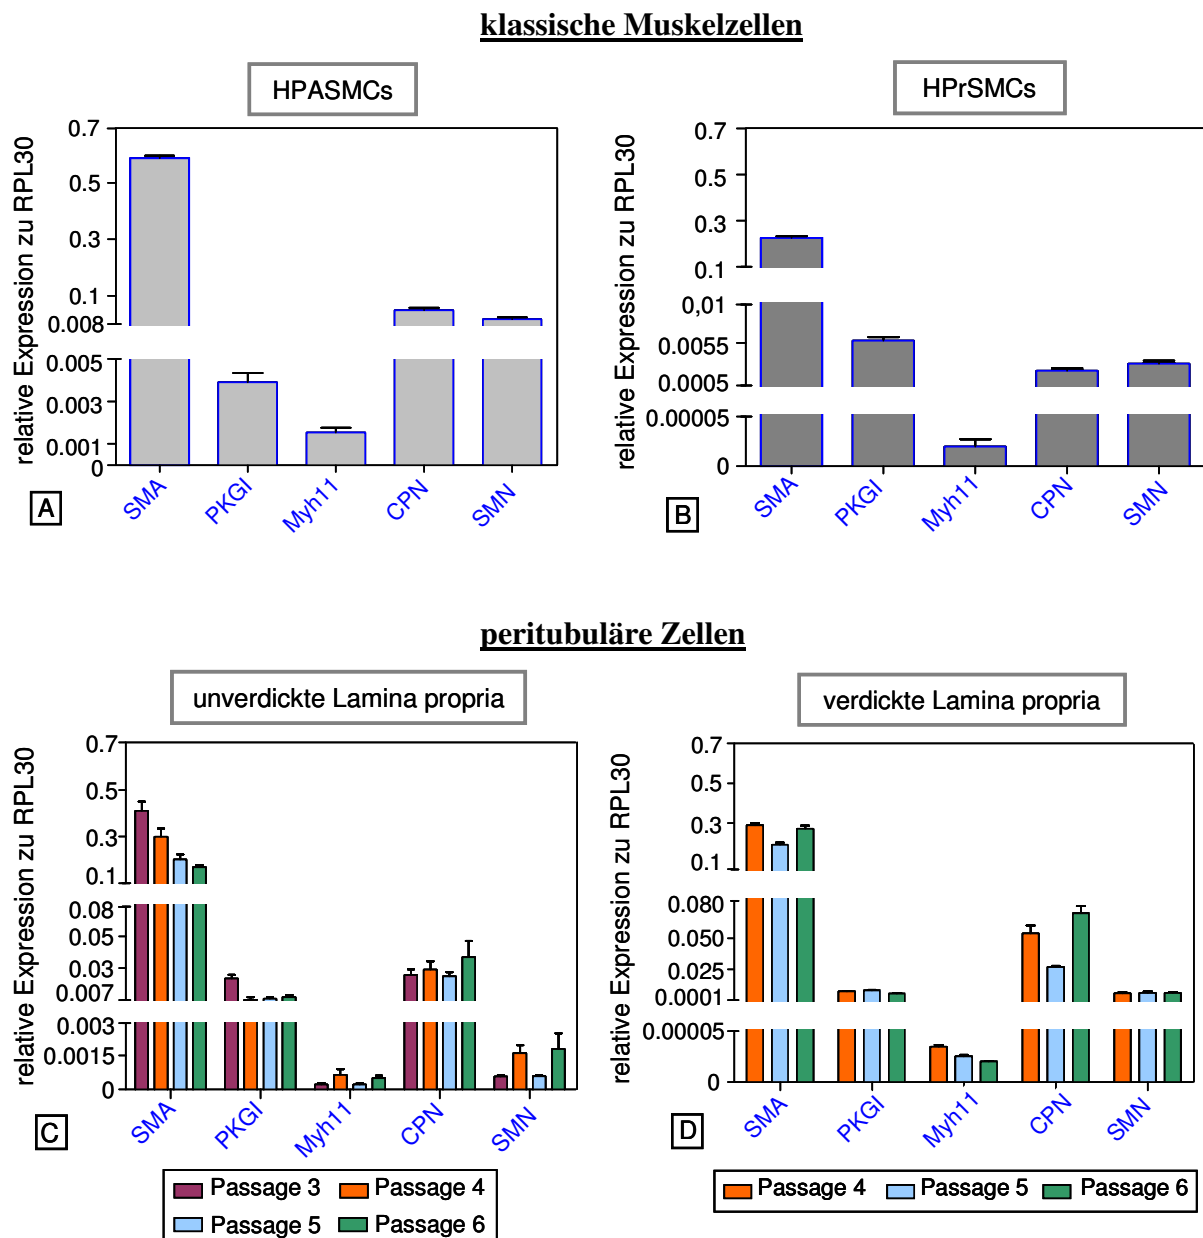 klassische Muskelzellen
HPASMCs
HPrSMCs
relative Expression zu RPL30
0.7
0.5
0.3
0.1
0.008
0.005
0.003
0.001
0
SMA
PKGI
Myh11
CPN
SMN
A
relative Expression zu RPL30
0.7
0.5
0.3
0.1
0,01
0.0055
0.0005
0.00005
0
SMA
PKGI
Myh11
CPN
SMN
B
peritubuläre Zellen
unverdickte Lamina propria
verdickte Lamina propria
relative Expression zu RPL30
0.7
0.5
0.3
0.1
0.08
0.05
0.03
0.007
0.003
0.0015
0
SMA
PKGI
Myh11
CPN
SMN
C
Passage 3 Passage 4
Passage 5 Passage 6
relative Expression zu RPL30
0.7
0.3
0.1
0.080
0.050
0.025
0.0001
0.00005
0
SMA
PKGI
Myh11
CPN
SMN
D
Passage 4 Passage 5 Passage 6